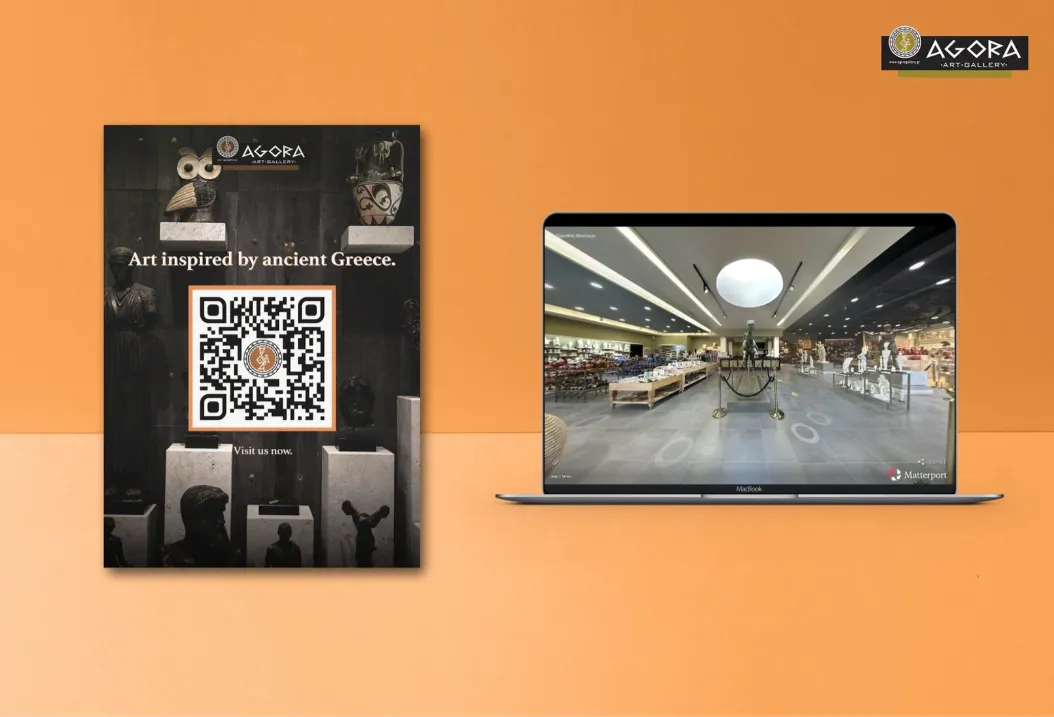 AGORA
·ART·GALLERY·
AGORA
·ART·GALLERY·
Art inspired by ancient Greece.
Visit us now.
Matterport
MacBook